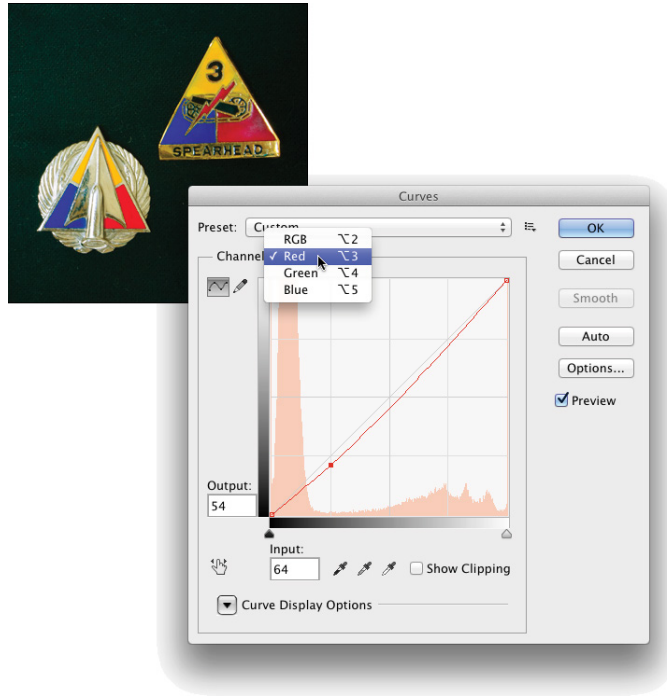 3
SPEARHEAD
Curves
Preset: Custom
OK
RGB ⌥2
Channel ✓ Red ⌥3
Cancel
Green ⌥4
Blue ⌥5
Smooth
Auto
Options...
Preview
Output:
54
Input:
64
Show Clipping
Curve Display Options